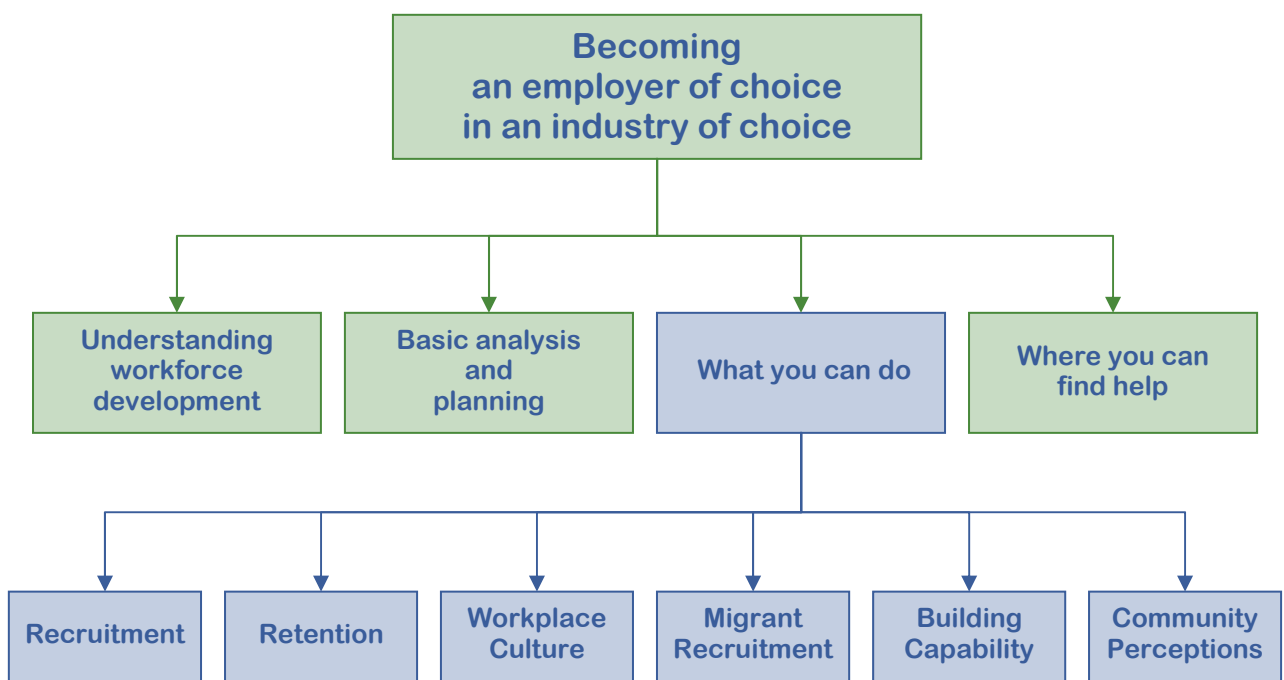 Becoming
an employer of choice
in an industry of choice
Understanding
workforce
development
Basic analysis
and
planning
What you can do
Where you can
find help
Recruitment
Retention
Workplace
Culture
Migrant
Recruitment
Building
Capability
Community
Perceptions